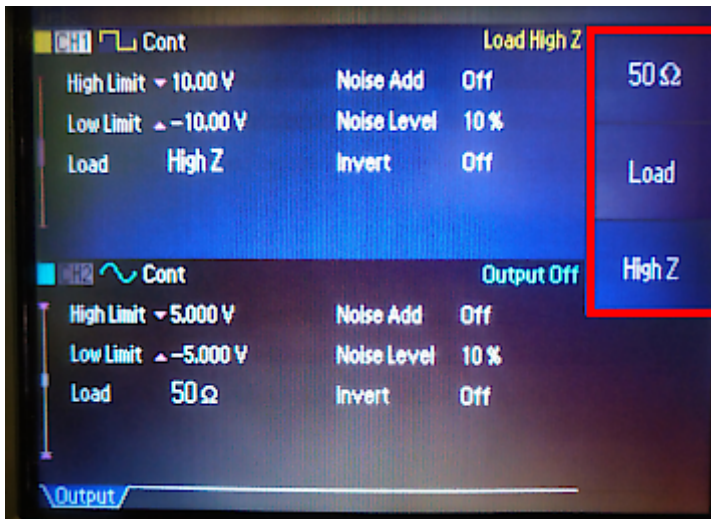 CH1 Cont Load High Z
High Limit 10.00 V Noise Add Off
Low Limit -10.00 V Noise Level 10 %
Load High Z Invert Off
CH2 Cont Output Off
High Limit 5.000 V Noise Add Off
Low Limit -5.000 V Noise Level 10 %
Load 50 Ω Invert Off
Output
50 Ω
Load
High Z